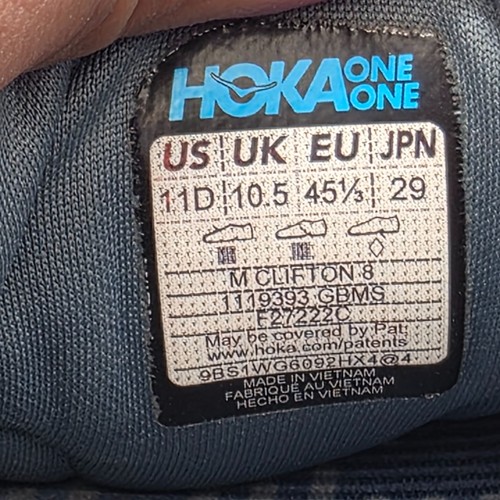 HOKA ONE ONE
US UK EU JPN
11D 10.5 45⅓ 29
M CLIFTON 8
1119393 GBMS
F27222C
May be covered by Pat:
www.hoka.com/patents
9BS1WG6092HX4@4
MADE IN VIETNAM
FABRIQUÉ AU VIETNAM
HECHO EN VIETNAM